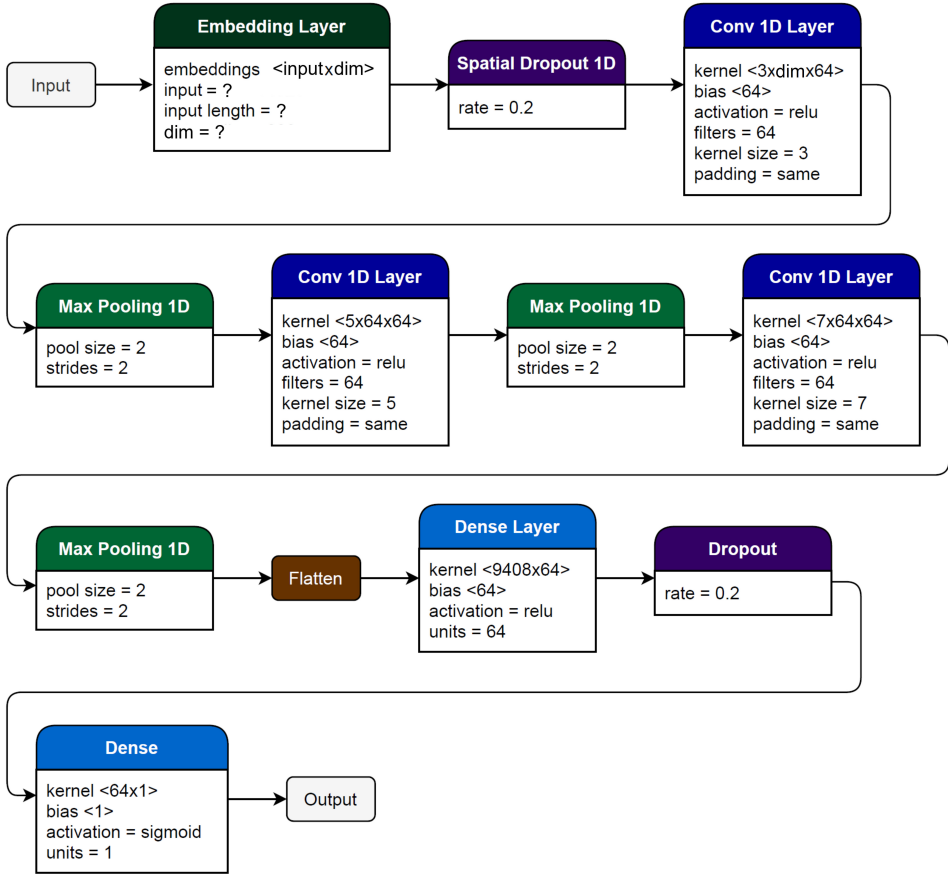 Input
Embedding Layer
embeddings <inputxdim>
input = ?
input length = ?
dim = ?
Spatial Dropout 1D
rate = 0.2
Conv 1D Layer
kernel <3xdimx64>
bias <64>
activation = relu
filters = 64
kernel size = 3
padding = same
Max Pooling 1D
pool size = 2
strides = 2
Conv 1D Layer
kernel <5x64x64>
bias <64>
activation = relu
filters = 64
kernel size = 5
padding = same
Max Pooling 1D
pool size = 2
strides = 2
Conv 1D Layer
kernel <7x64x64>
bias <64>
activation = relu
filters = 64
kernel size = 7
padding = same
Max Pooling 1D
pool size = 2
strides = 2
Flatten
Dense Layer
kernel <9408x64>
bias <64>
activation = relu
units = 64
Dropout
rate = 0.2
Dense
kernel <64x1>
bias <1>
activation = sigmoid
units = 1
Output